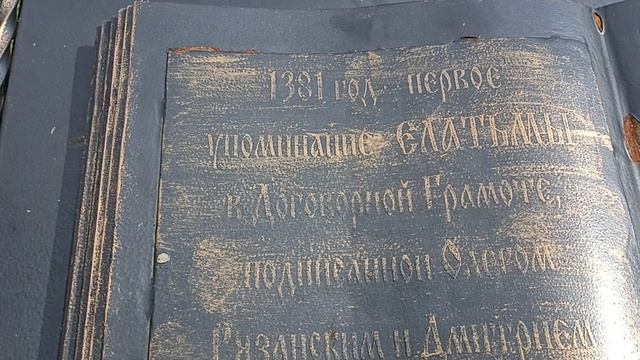 1381 год первое
упоминание ЕЛАТЬМЫ
в Договорной Грамоте,
подписанной Олегом
Рязанским и Дмитрием